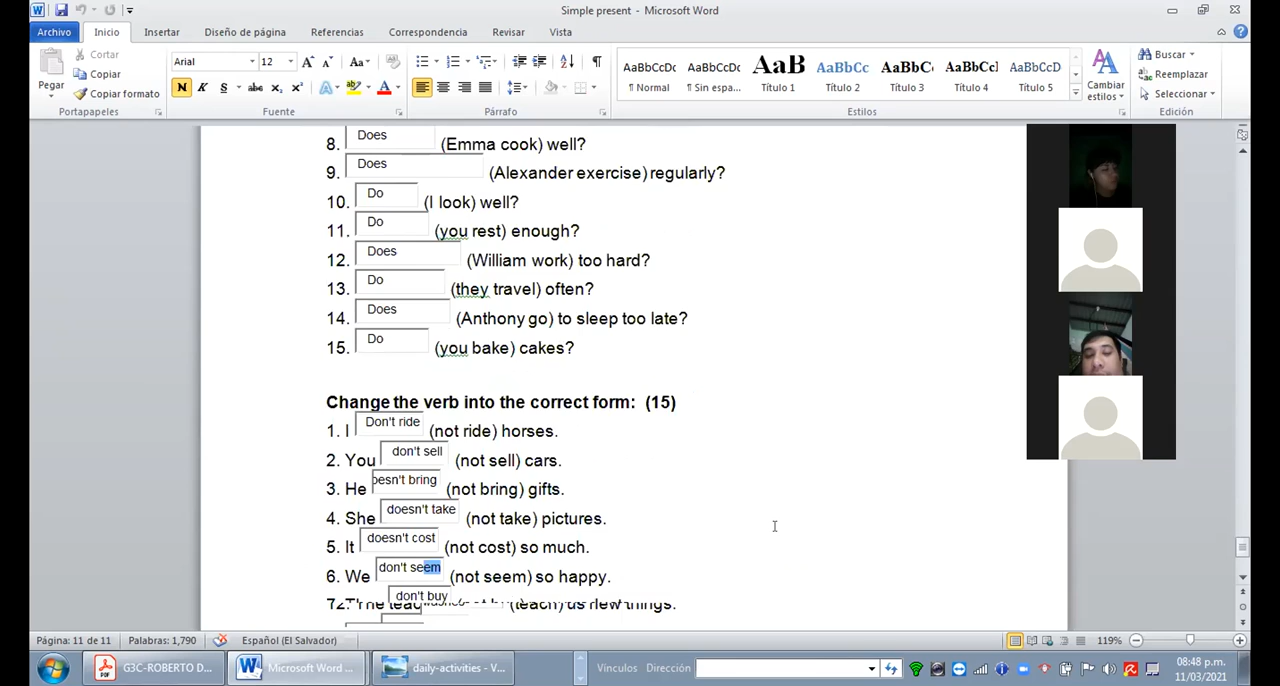 Simple present - Microsoft Word
Archivo Inicio Insertar Diseño de página Referencias Correspondencia Revisar Vista
Pegar Cortar Copiar Copiar formato
Arial 12
AaBbCcDc AaBbCcDc AaB AaBbCc AaBbC AaBbCcI AaBbCcD
¶ Normal ¶ Sin espa... Título 1 Título 2 Título 3 Título 4 Título 5
Cambiar estilos
Buscar
Reemplazar
Seleccionar
Portapapeles Fuente Párrafo Estilos Edición
8. Does (Emma cook) well?
9. Does (Alexander exercise) regularly?
10. Do (I look) well?
11. Do (you rest) enough?
12. Does (William work) too hard?
13. Do (they travel) often?
14. Does (Anthony go) to sleep too late?
15. Do (you bake) cakes?
Change the verb into the correct form: (15)
1. I Don't ride (not ride) horses.
2. You don't sell (not sell) cars.
3. He oesn't bring (not bring) gifts.
4. She doesn't take (not take) pictures.
5. It doesn't cost (not cost) so much.
6. We don't seem (not seem) so happy.
don't buy
(teach) us new things.
Página: 11 de 11 Palabras: 1,790 Español (El Salvador) 119%
G3C-ROBERTO D... Microsoft Word ... daily-activities - V... Vínculos Dirección 08:48 p.m.
11/03/2021